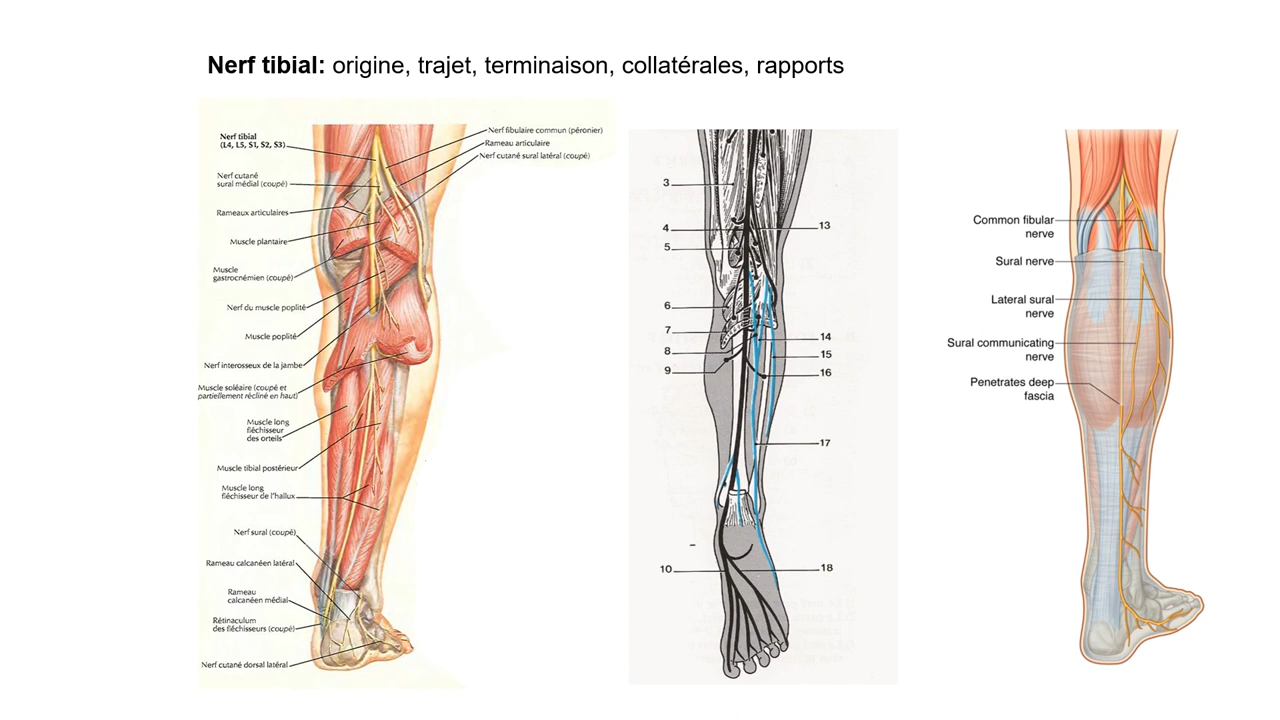 Nerf tibial: origine, trajet, terminaison, collatérales, rapports
Nerf tibial
(L4, L5, S1, S2, S3)
Nerf cutané
sural médial (coupé)
Rameaux articulaires
Muscle plantaire
Muscle
gastrocnémien (coupé)
Nerf du muscle poplité
Muscle poplité
Nerf interosseux de la jambe
Muscle soléaire (coupé et
partiellement récliné en haut)
Muscle long
fléchisseur
des orteils
Muscle tibial postérieur
Muscle long
fléchisseur de l'hallux
Nerf sural (coupé)
Rameau calcanéen latéral
Rameau
calcanéen médial
Rétinaculum
des fléchisseurs (coupé)
Nerf cutané dorsal latéral
Nerf fibulaire commun (péronier)
Rameau articulaire
Nerf cutané sural latéral (coupé)
3
4
5
6
7
8
9
10
13
14
15
16
17
18
Common fibular
nerve
Sural nerve
Lateral sural
nerve
Sural communicating
nerve
Penetrates deep
fascia